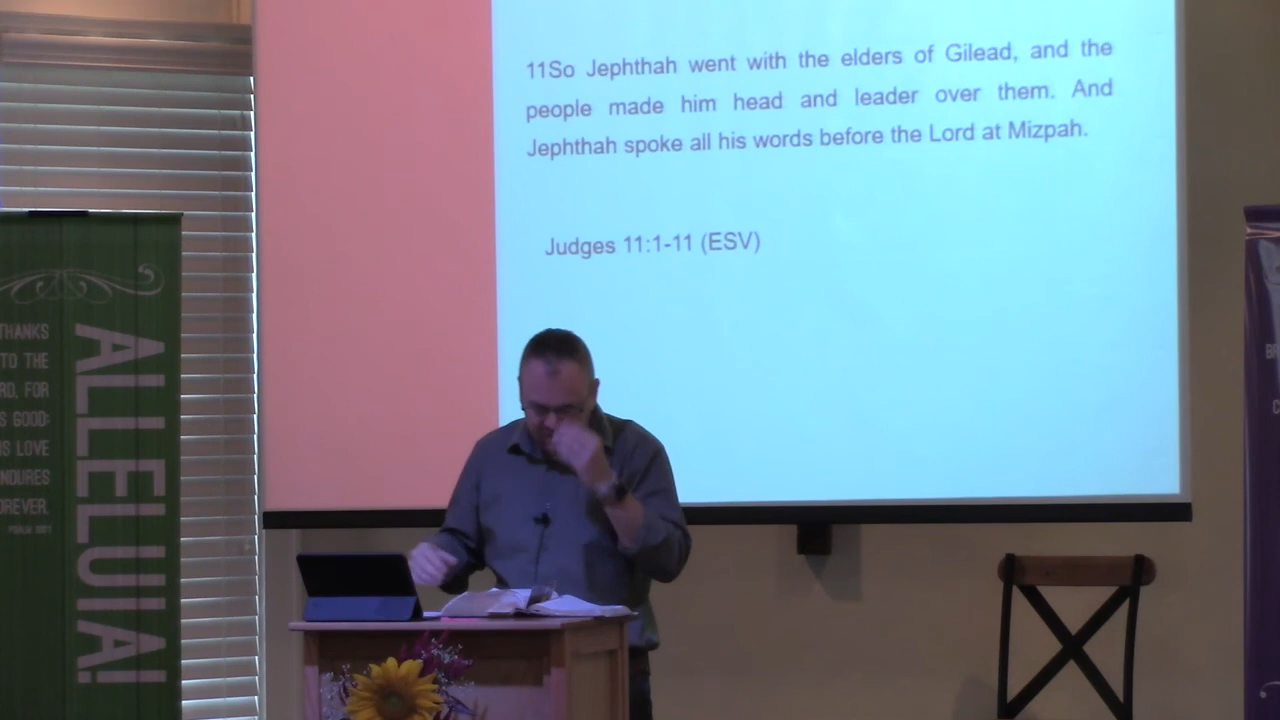 11So Jephthah went with the elders of Gilead, and the
people made him head and leader over them. And
Jephthah spoke all his words before the Lord at Mizpah.
Judges 11:1-11 (ESV)
THANKS
TO THE
RD, FOR
S GOOD:
S LOVE
NDURES
OREVER.
ALLELUIA!